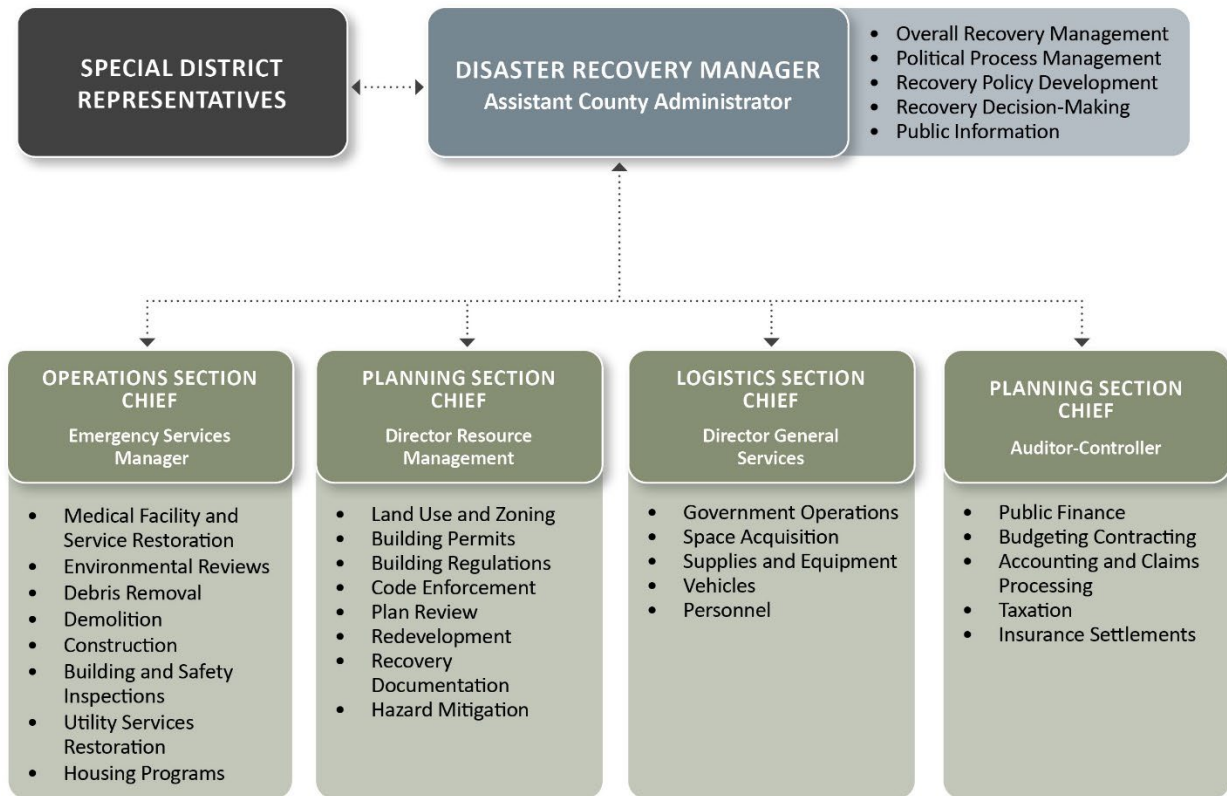 SPECIAL DISTRICT
REPRESENTATIVES
DISASTER RECOVERY MANAGER
Assistant County Administrator
• Overall Recovery Management
• Political Process Management
• Recovery Policy Development
• Recovery Decision-Making
• Public Information
OPERATIONS SECTION
CHIEF
Emergency Services
Manager
• Medical Facility and
Service Restoration
• Environmental Reviews
• Debris Removal
• Demolition
• Construction
• Building and Safety
Inspections
• Utility Services
Restoration
• Housing Programs
PLANNING SECTION
CHIEF
Director Resource
Management
• Land Use and Zoning
• Building Permits
• Building Regulations
• Code Enforcement
• Plan Review
• Redevelopment
• Recovery
Documentation
• Hazard Mitigation
LOGISTICS SECTION
CHIEF
Director General
Services
• Government Operations
• Space Acquisition
• Supplies and Equipment
• Vehicles
• Personnel
PLANNING SECTION
CHIEF
Auditor-Controller
• Public Finance
• Budgeting Contracting
• Accounting and Claims
Processing
• Taxation
• Insurance Settlements